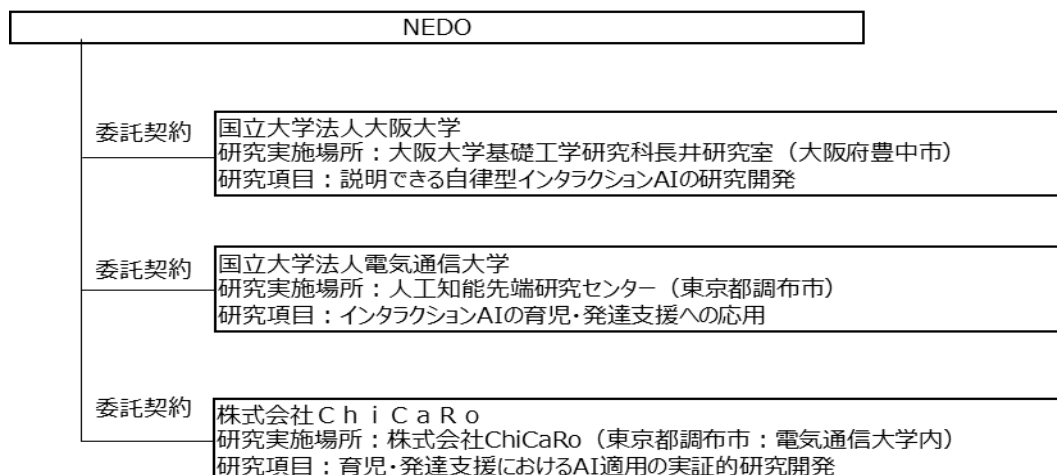 NEDO
委託契約
国立大学法人大阪大学
研究実施場所：大阪大学基礎工学研究科長井研究室（大阪府豊中市）
研究項目：説明できる自律型インタラクションAIの研究開発
委託契約
国立大学法人電気通信大学
研究実施場所：人工知能先端研究センター（東京都調布市）
研究項目：インタラクションAIの育児・発達支援への応用
委託契約
株式会社ＣｈｉＣａＲｏ
研究実施場所：株式会社ChiCaRo（東京都調布市：電気通信大学内）
研究項目：育児・発達支援におけるAI適用の実証的研究開発